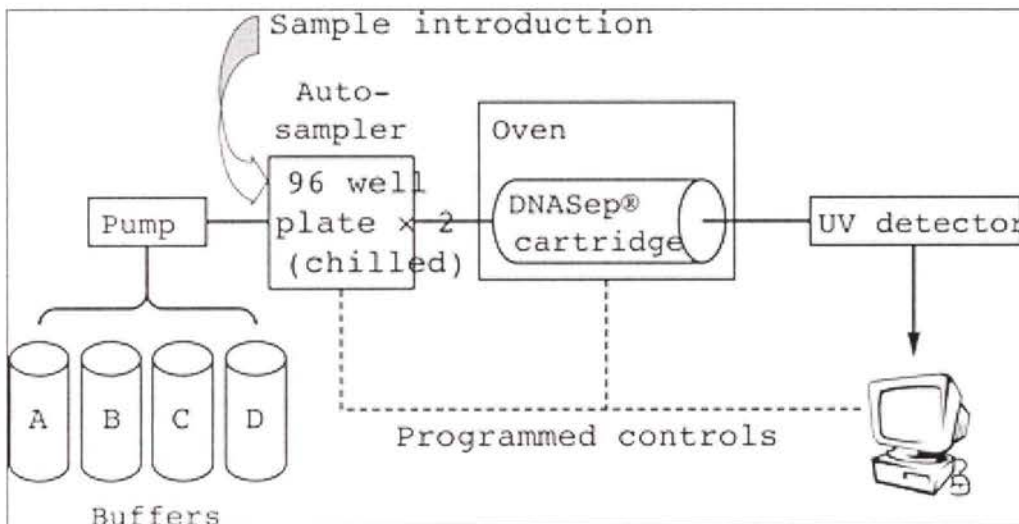 Sample introduction
Auto-
sampler
Oven
96 well
plate × 2
(chilled)
DNASep®
cartridge
Pump
UV detector
A B C D
Programmed controls
Buffers